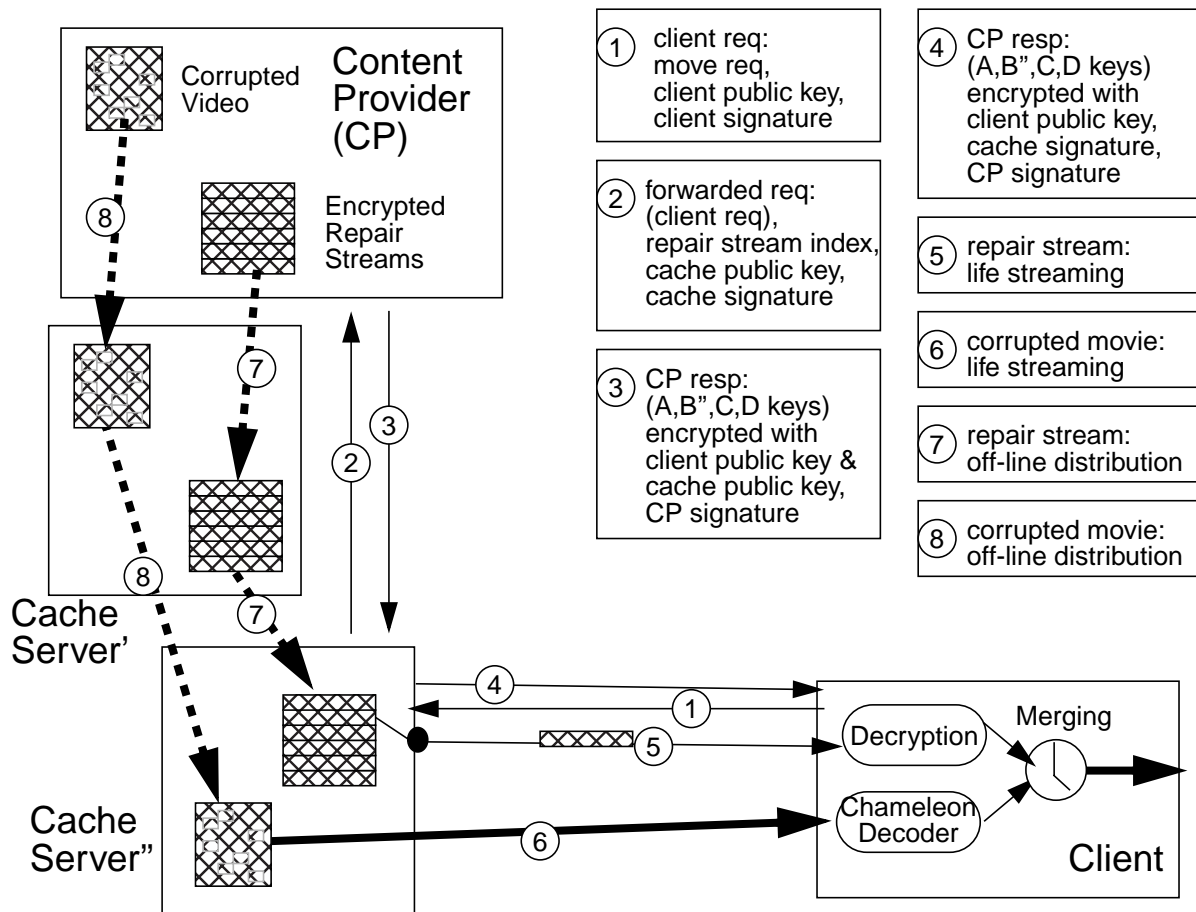 Corrupted
Video
Content
Provider
(CP)
8
Encrypted
Repair
Streams
7
3
2
8
7
Cache
Server’
1
client req:
move req,
client public key,
client signature
2
forwarded req:
(client req),
repair stream index,
cache public key,
cache signature
3
CP resp:
(A,B”,C,D keys)
encrypted with
client public key &
cache public key,
CP signature
4
CP resp:
(A,B”,C,D keys)
encrypted with
client public key,
cache signature,
CP signature
5
repair stream:
life streaming
6
corrupted movie:
life streaming
7
repair stream:
off-line distribution
8
corrupted movie:
off-line distribution
4
1
5
6
Cache
Server”
Decryption
Merging
Chameleon
Decoder
Client